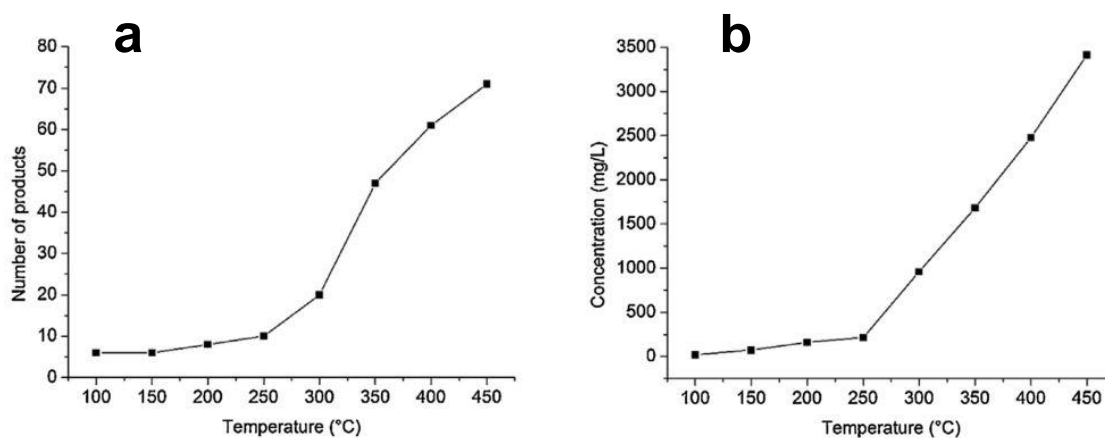 a
80
70
60
50
40
30
20
10
0
Number of products
100 150 200 250 300 350 400 450
Temperature (°C)
b
3500
3000
2500
2000
1500
1000
500
0
Concentration (mg/L)
100 150 200 250 300 350 400 450
Temperature (°C)